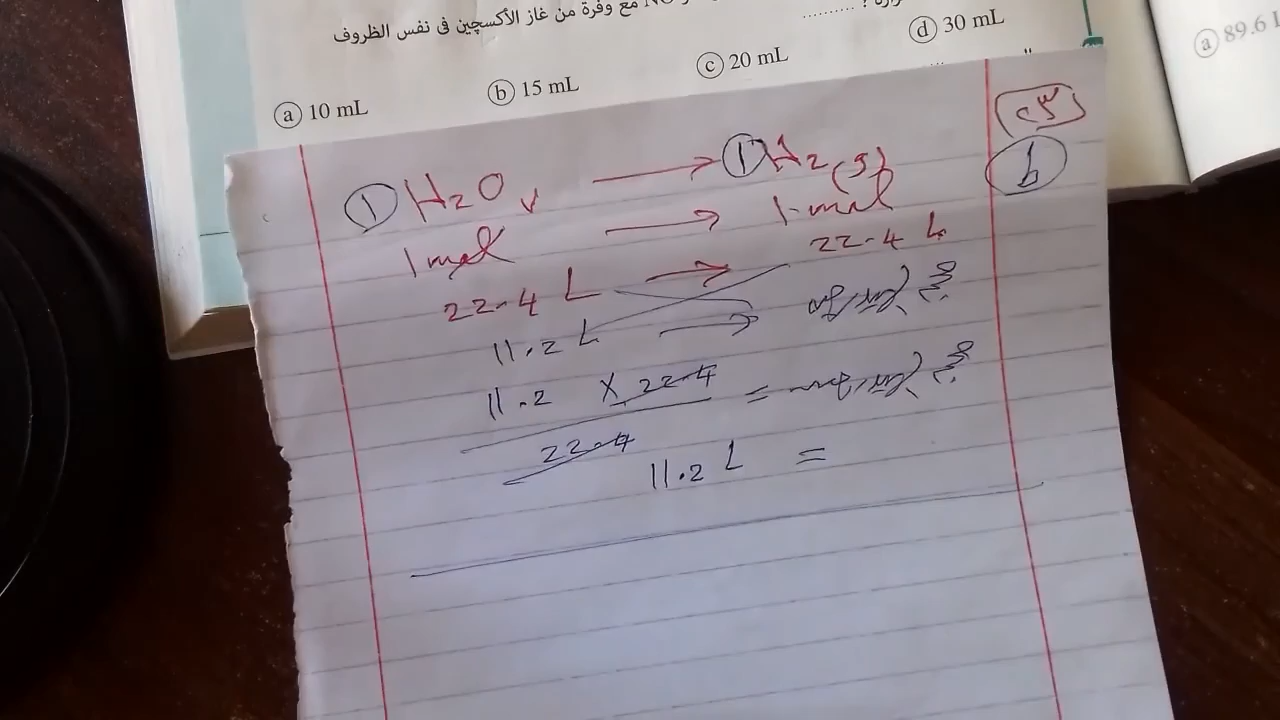 مع وفرة من غاز الأكسچين فى نفس الظروف
..........
ⓐ 10 mL ⓑ 15 mL ⓒ 20 mL ⓓ 30 mL
ⓐ 89.6 L
(٣)
b
① H₂O v → ① H₂(g)
1 mol → 1 mol
22.4 L → 22.4 L
11.2 L →
11.2 × 22.4 =
22.4
11.2 L =